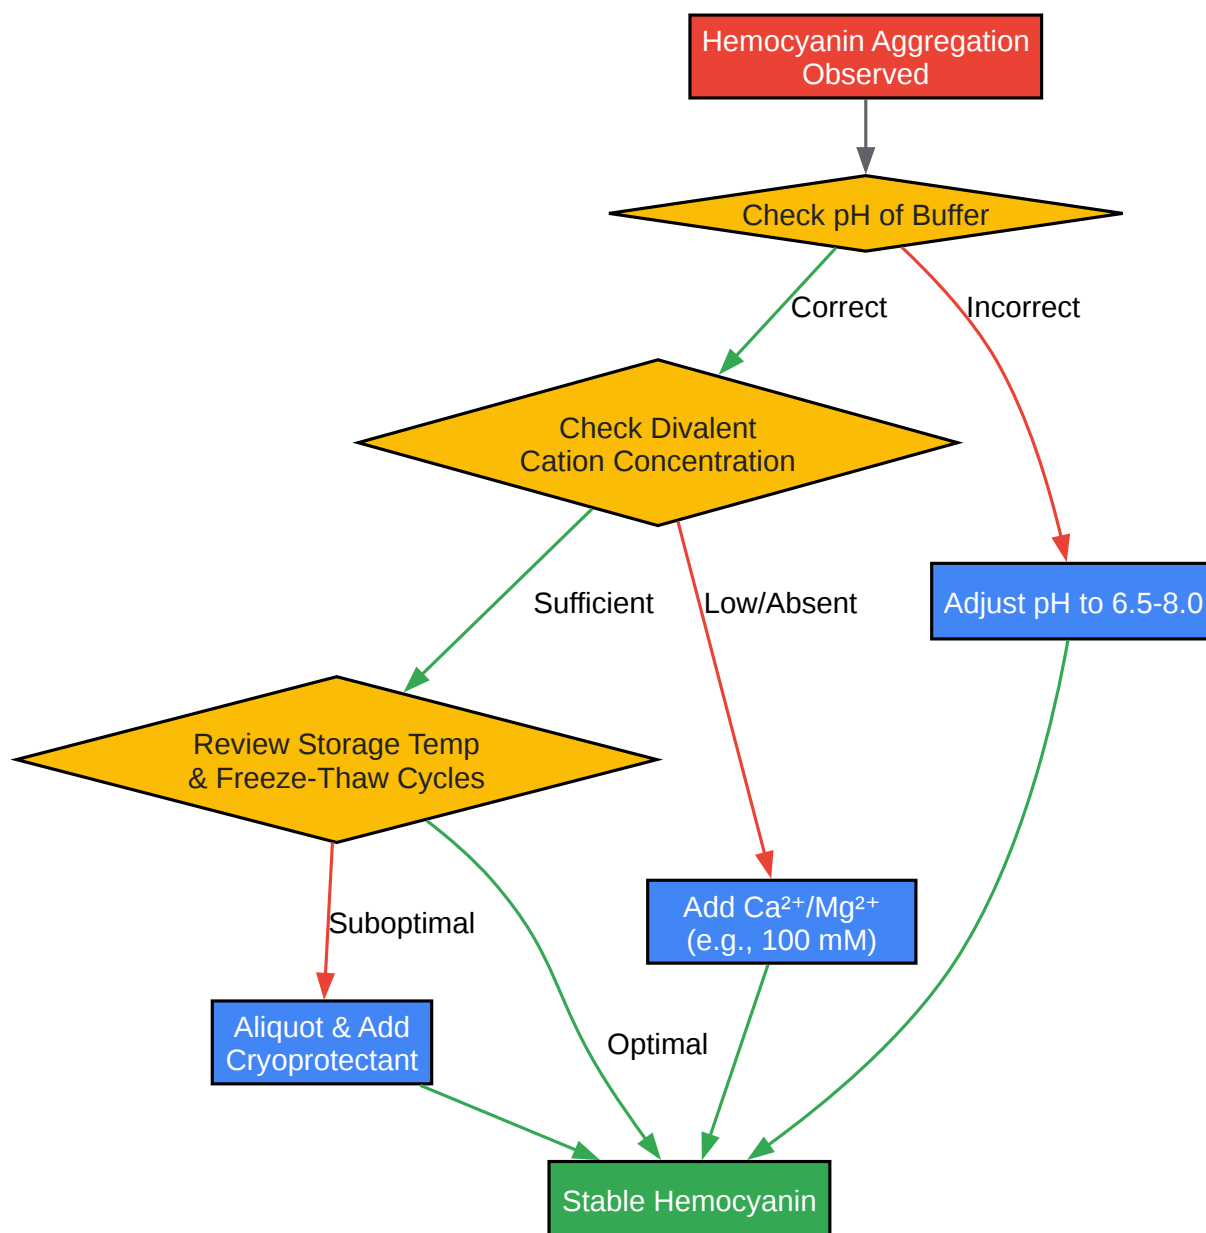 Hemocyanin Aggregation
Observed
Check pH of Buffer
Correct
Incorrect
Check Divalent
Cation Concentration
Sufficient
Low/Absent
Adjust pH to 6.5-8.0
Review Storage Temp
& Freeze-Thaw Cycles
Suboptimal
Add Ca²⁺/Mg²⁺
(e.g., 100 mM)
Aliquot & Add
Cryoprotectant
Optimal
Stable Hemocyanin